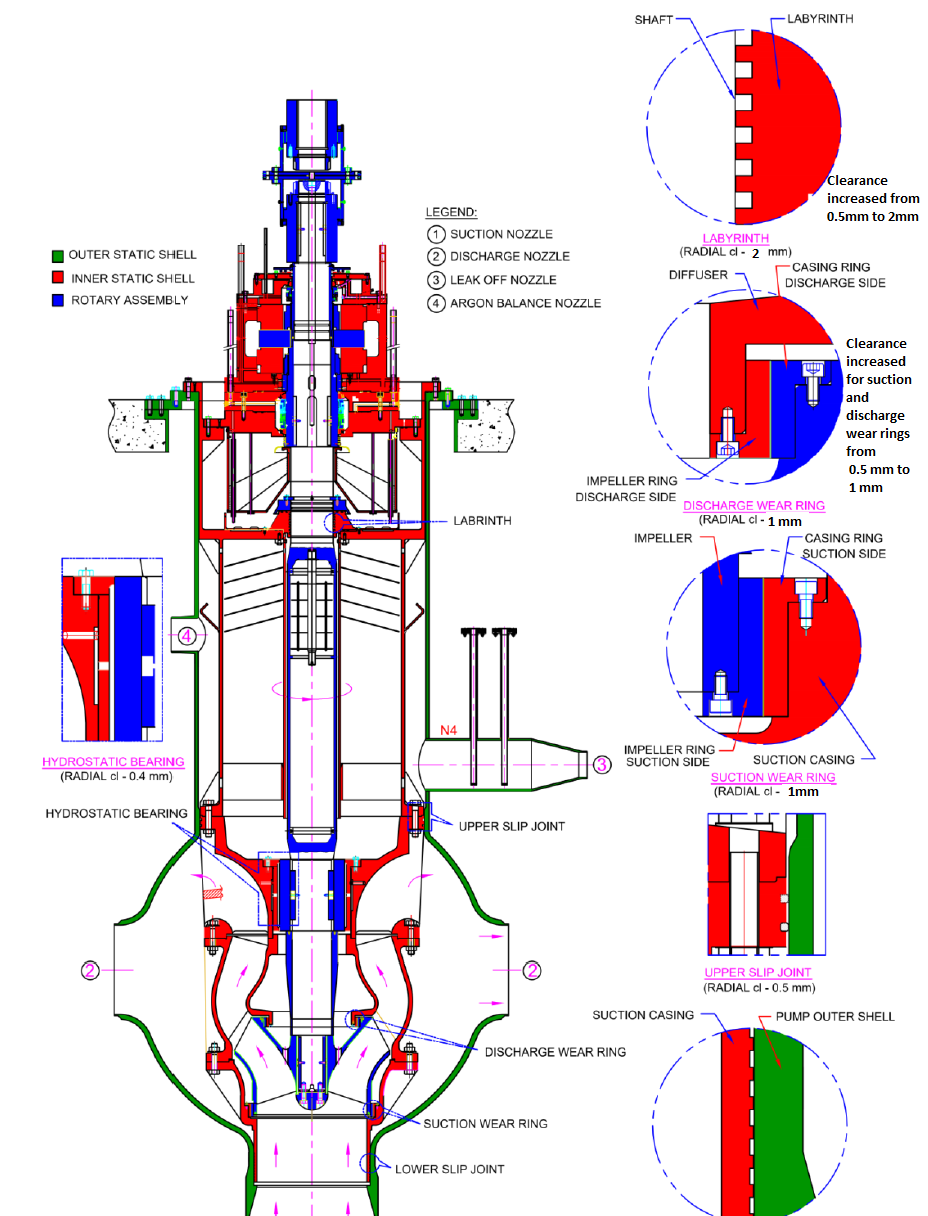 SHAFT
LABYRINTH
Clearance
increased from
0.5mm to 2mm
LABYRINTH
(RADIAL cl - 2 mm)
LEGEND:
1 SUCTION NOZZLE
2 DISCHARGE NOZZLE
3 LEAK OFF NOZZLE
4 ARGON BALANCE NOZZLE
OUTER STATIC SHELL
INNER STATIC SHELL
ROTARY ASSEMBLY
DIFFUSER
CASING RING
DISCHARGE SIDE
Clearance
increased
for suction
and
discharge
wear rings
from
0.5 mm to
1 mm
IMPELLER RING
DISCHARGE SIDE
DISCHARGE WEAR RING
(RADIAL cl - 1 mm)
LABRINTH
IMPELLER
CASING RING
SUCTION SIDE
4
N4
3
IMPELLER RING
SUCTION SIDE
SUCTION CASING
SUCTION WEAR RING
(RADIAL cl - 1mm)
HYDROSTATIC BEARING
(RADIAL cl - 0.4 mm)
HYDROSTATIC BEARING
UPPER SLIP JOINT
2
2
UPPER SLIP JOINT
(RADIAL cl - 0.5 mm)
SUCTION CASING
PUMP OUTER SHELL
DISCHARGE WEAR RING
SUCTION WEAR RING
LOWER SLIP JOINT